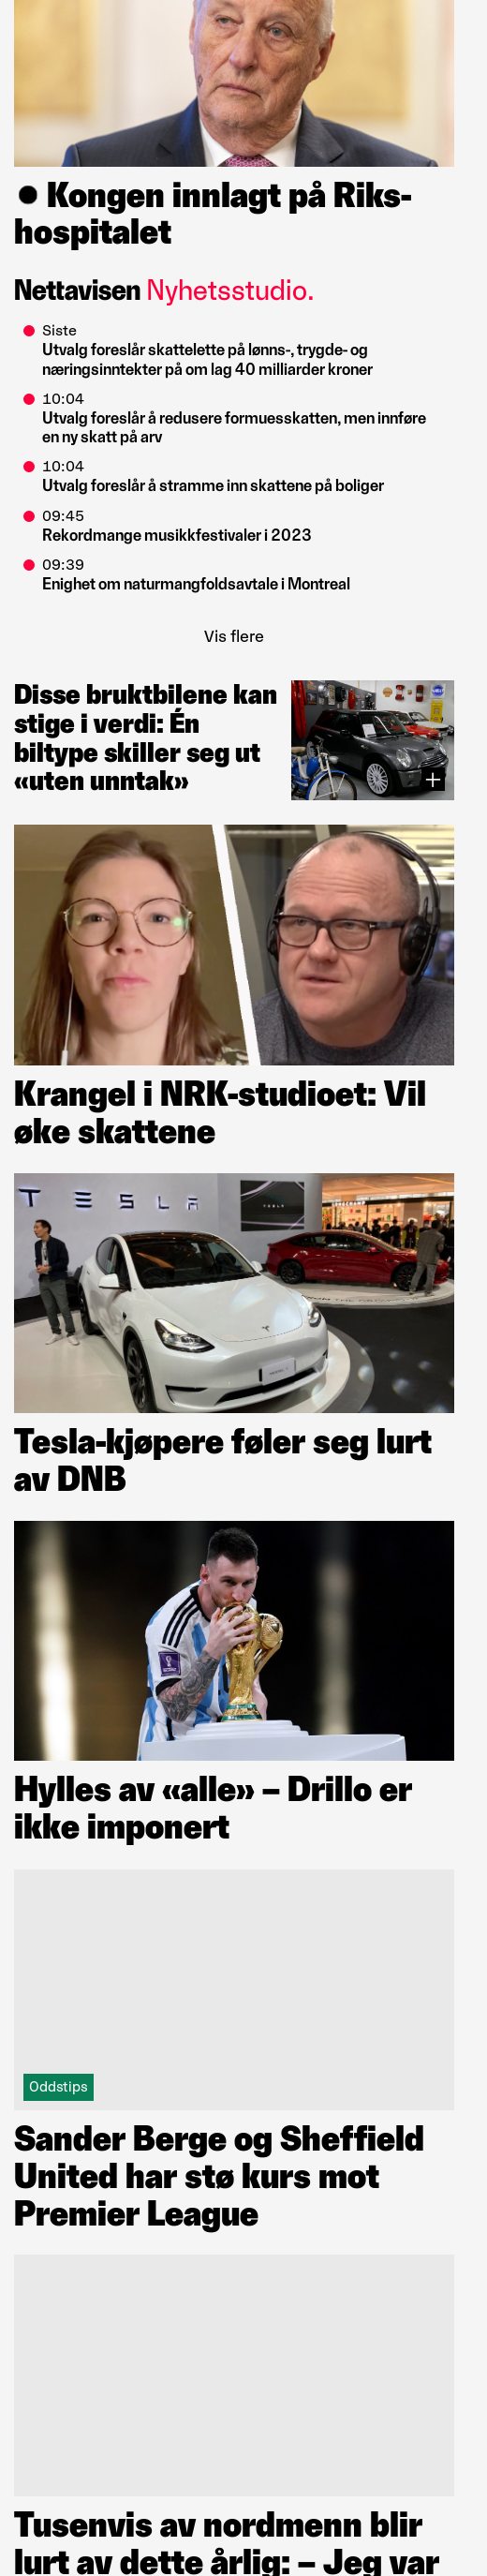 Kongen innlagt på Riks-
hospitalet
Nettavisen Nyhetsstudio.
Siste
Utvalg foreslår skattelette på lønns-, trygde- og
næringsinntekter på om lag 40 milliarder kroner
10:04
Utvalg foreslår å redusere formuesskatten, men innføre
en ny skatt på arv
10:04
Utvalg foreslår å stramme inn skattene på boliger
09:45
Rekordmange musikkfestivaler i 2023
09:39
Enighet om naturmangfoldsavtale i Montreal
Vis flere
Disse bruktbilene kan
stige i verdi: Én
biltype skiller seg ut
«uten unntak»
Krangel i NRK-studioet: Vil
øke skattene
TESLA
Tesla-kjøpere føler seg lurt
av DNB
Hylles av «alle» – Drillo er
ikke imponert
Oddstips
Sander Berge og Sheffield
United har stø kurs mot
Premier League
Tusenvis av nordmenn blir
lurt av dette årlig: – Jeg var